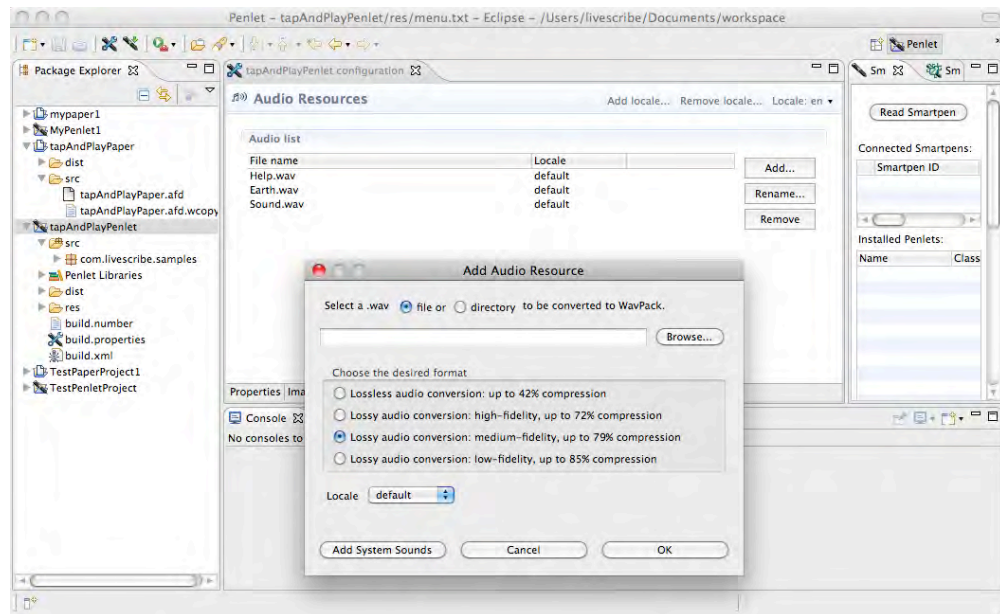 Penlet - tapAndPlayPenlet/res/menu.txt - Eclipse - /Users/livescribe/Documents/workspace
Penlet
Package Explorer
mypaper1
MyPenlet1
tapAndPlayPaper
dist
src
tapAndPlayPaper.afd
tapAndPlayPaper.afd.wcopy
tapAndPlayPenlet
src
com.livescribe.samples
Penlet Libraries
dist
res
build.number
build.properties
build.xml
TestPaperProject1
TestPenletProject
tapAndPlayPenlet configuration
Audio Resources
Add locale... Remove locale... Locale: en
Audio list
File name Locale
Help.wav default
Earth.wav default
Sound.wav default
Add...
Rename...
Remove
Properties Ima
Console
No consoles to
Add Audio Resource
Select a .wav file or directory to be converted to WavPack.
Browse...
Choose the desired format
Lossless audio conversion: up to 42% compression
Lossy audio conversion: high-fidelity, up to 72% compression
Lossy audio conversion: medium-fidelity, up to 79% compression
Lossy audio conversion: low-fidelity, up to 85% compression
Locale default
Add System Sounds Cancel OK
Sm Sm
Read Smartpen
Connected Smartpens:
Smartpen ID
Installed Penlets:
Name Class